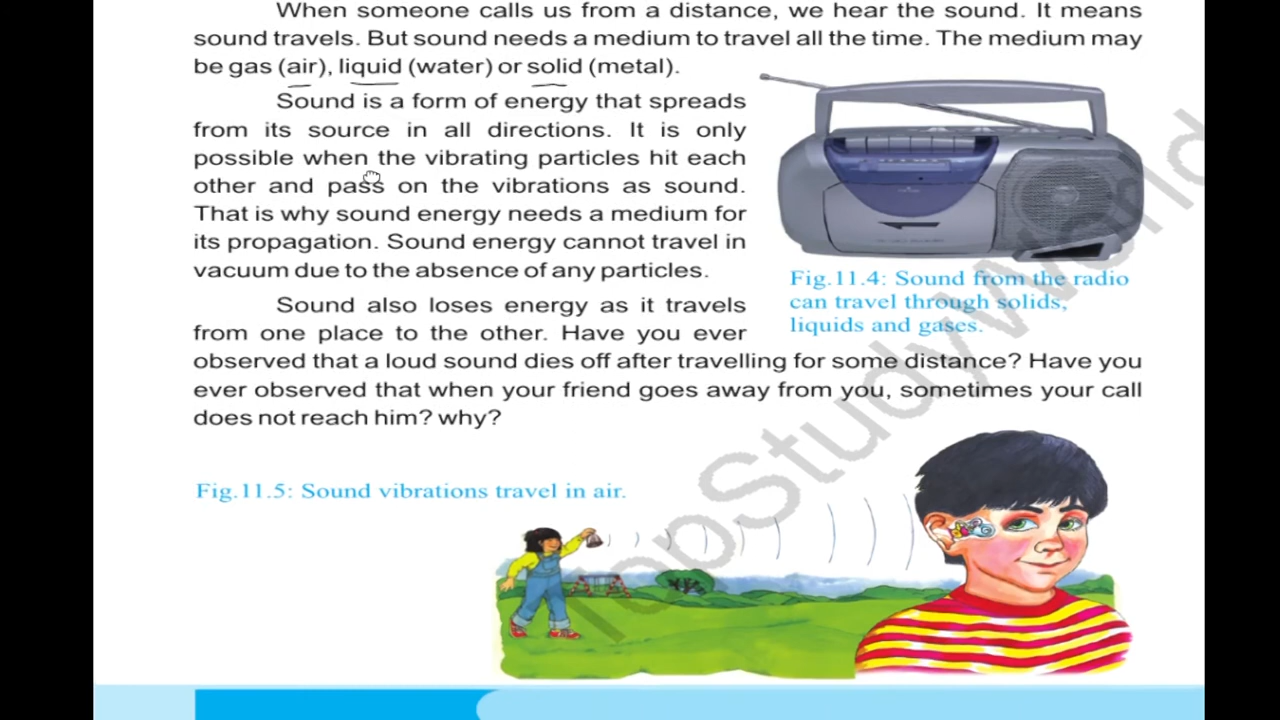 When someone calls us from a distance, we hear the sound. It means
sound travels. But sound needs a medium to travel all the time. The medium may
be gas (air), liquid (water) or solid (metal).
Sound is a form of energy that spreads
from its source in all directions. It is only
possible when the vibrating particles hit each
other and pass on the vibrations as sound.
That is why sound energy needs a medium for
its propagation. Sound energy cannot travel in
vacuum due to the absence of any particles.
Fig.11.4: Sound from the radio
can travel through solids,
liquids and gases.
Sound also loses energy as it travels
from one place to the other. Have you ever
observed that a loud sound dies off after travelling for some distance? Have you
ever observed that when your friend goes away from you, sometimes your call
does not reach him? why?
Fig.11.5: Sound vibrations travel in air.
TopStudyWorld